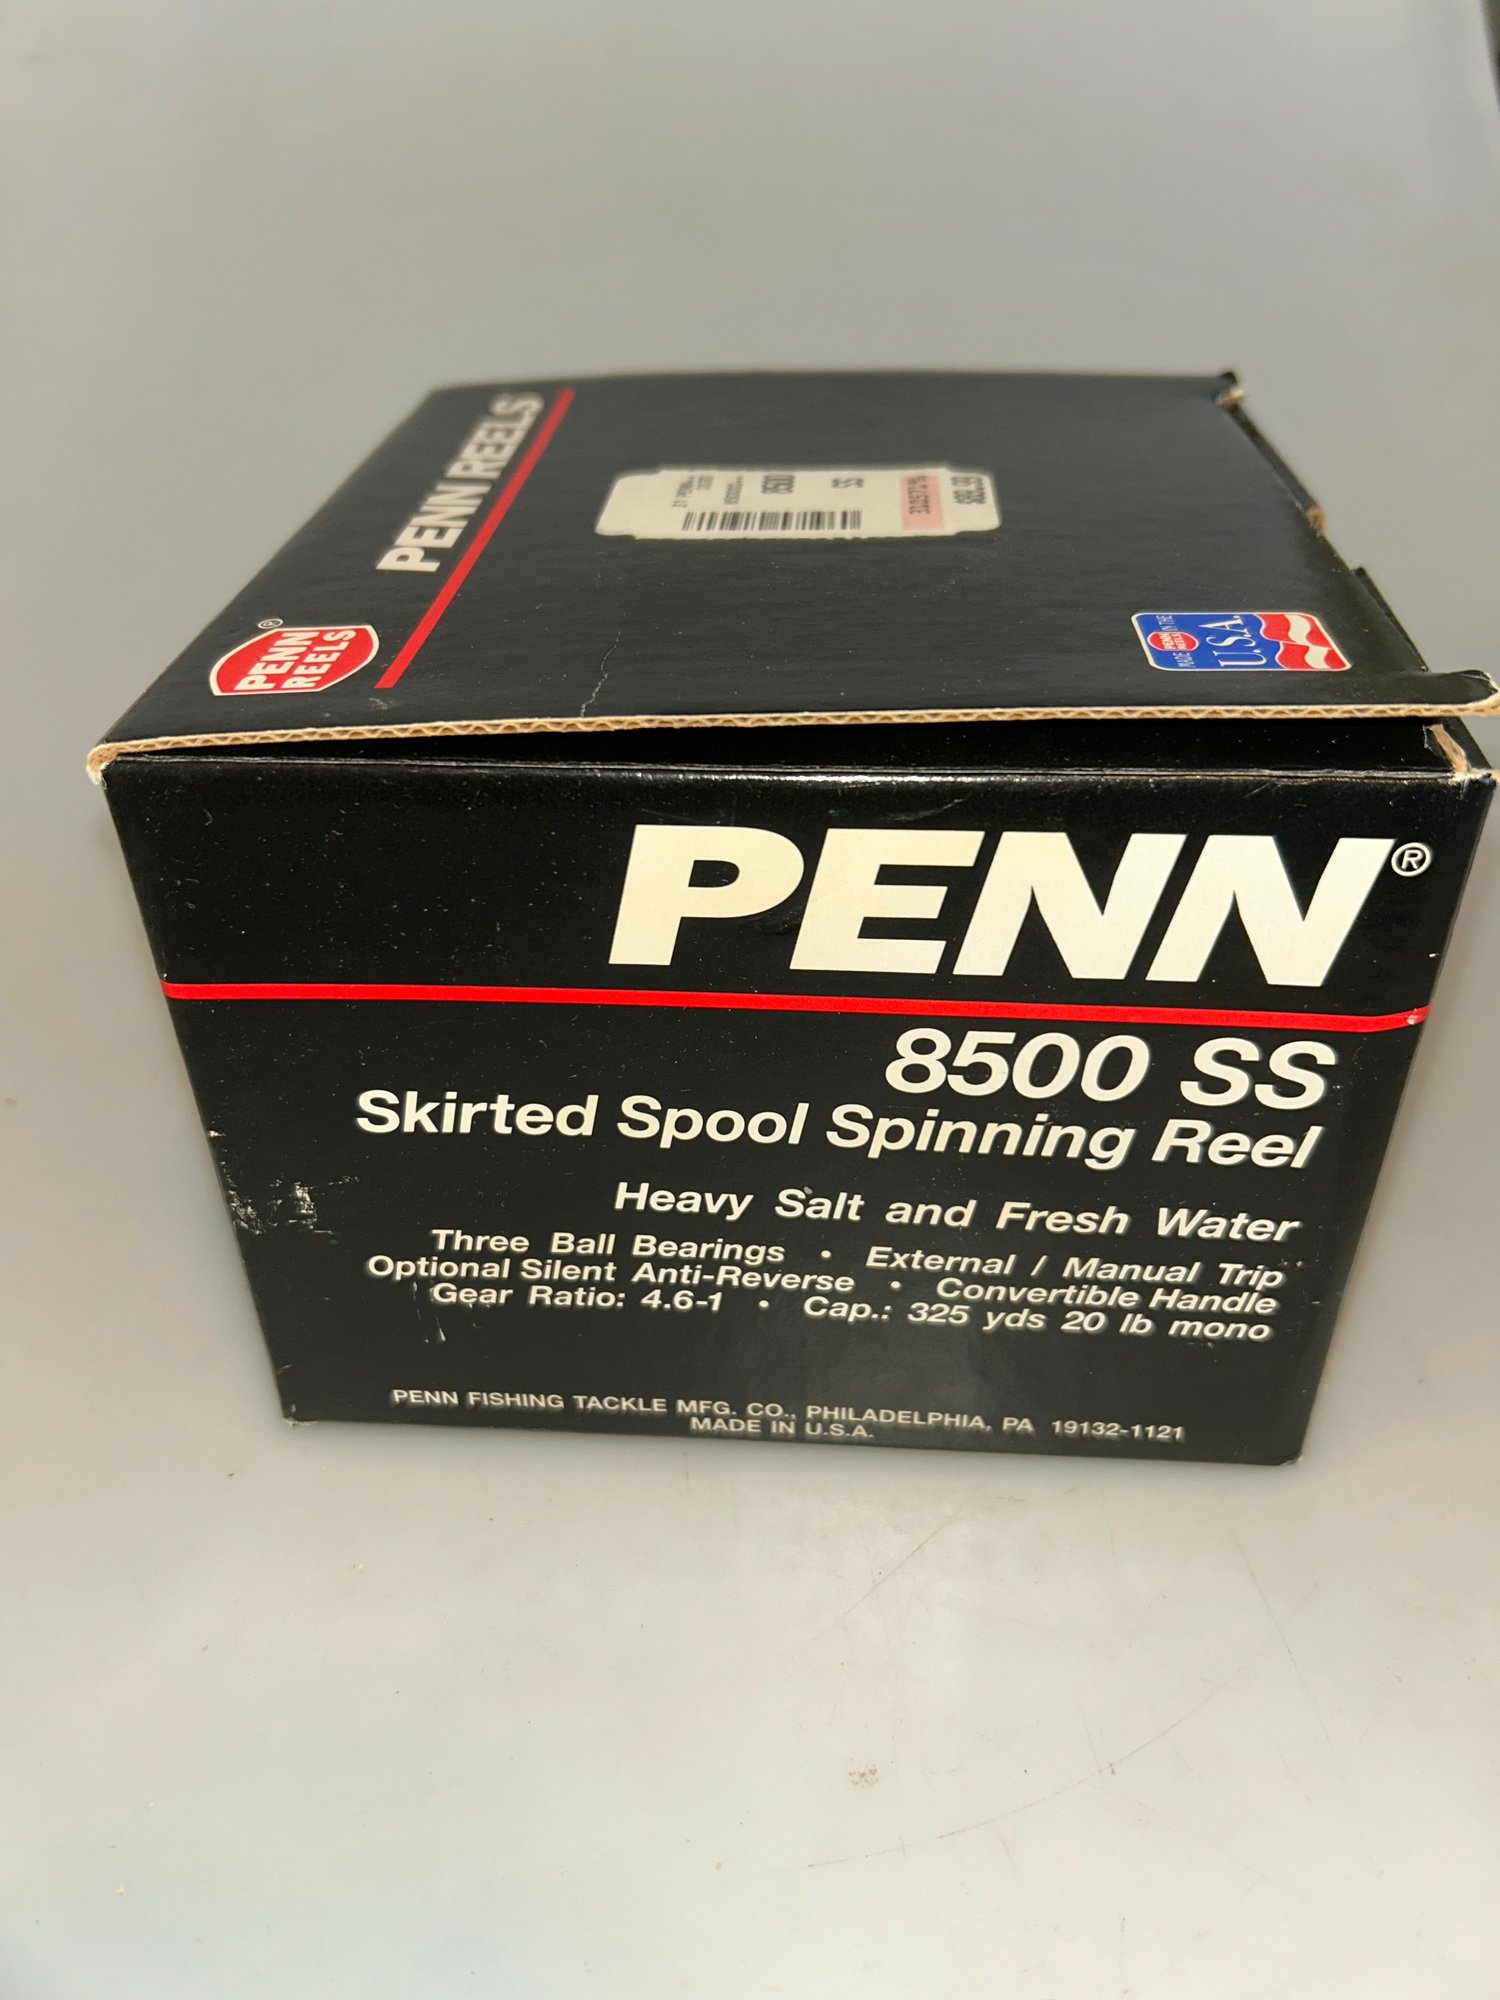 PENN REELS
PENN
REELS
®
8500
SS
MADE IN THE
PENN
REELS
U.S.A.
PENN®
8500 SS
Skirted Spool Spinning Reel
Heavy Salt and Fresh Water
Three Ball Bearings • External / Manual Trip
Optional Silent Anti-Reverse • Convertible Handle
Gear Ratio: 4.6-1 • Cap.: 325 yds 20 lb mono
PENN FISHING TACKLE MFG. CO., PHILADELPHIA, PA 19132-1121
MADE IN U.S.A.